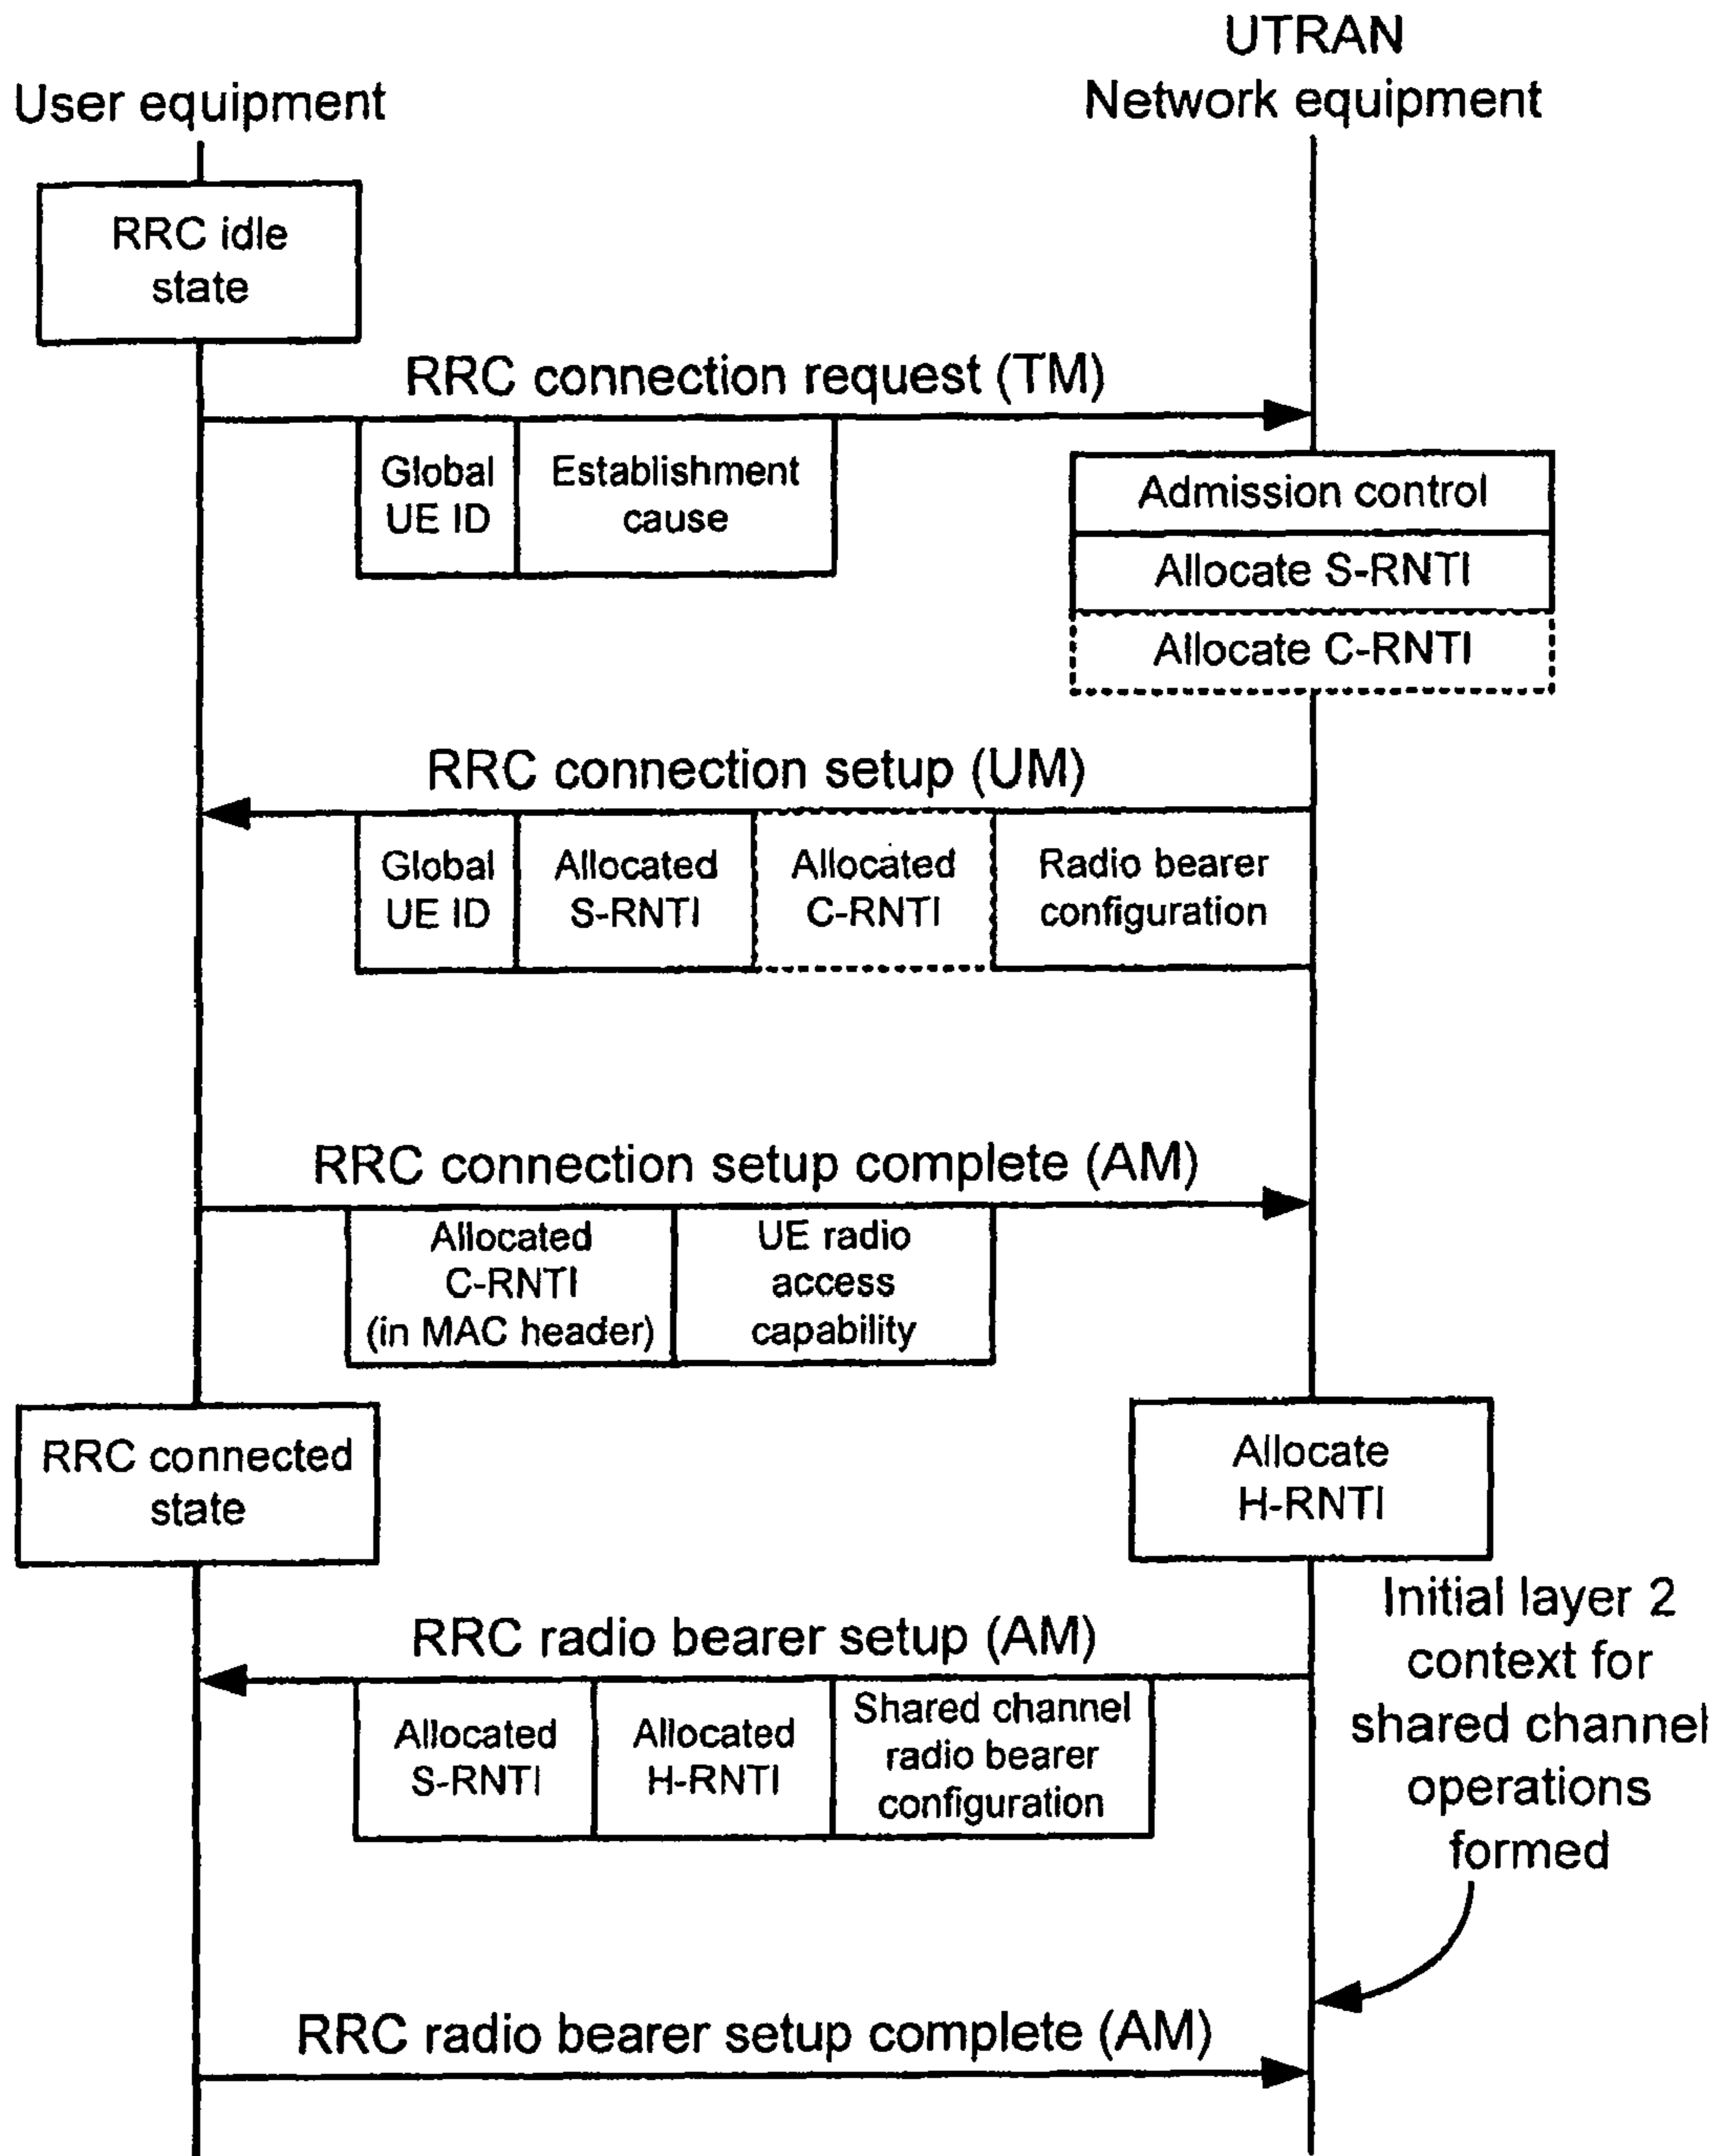 UTRAN
Network equipment
User equipment
RRC idle
state
RRC connection request (TM)
Global
UE ID
Establishment
cause
Admission control
Allocate S-RNTI
Allocate C-RNTI
RRC connection setup (UM)
Global
UE ID
Allocated
S-RNTI
Allocated
C-RNTI
Radio bearer
configuration
RRC connection setup complete (AM)
Allocated
C-RNTI
(in MAC header)
UE radio
access
capability
RRC connected
state
Allocate
H-RNTI
Initial layer 2
context for
shared channel
operations
formed
RRC radio bearer setup (AM)
Allocated
S-RNTI
Allocated
H-RNTI
Shared channel
radio bearer
configuration
RRC radio bearer setup complete (AM)